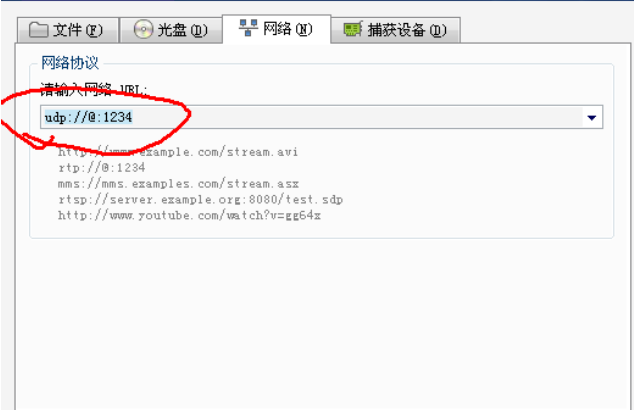 文件(F) 光盘(D) 网络(N) 捕获设备(D)
网络协议
请输入网络 URL:
udp://@:1234
http://www.example.com/stream.avi
rtp://@:1234
mms://mms.examples.com/stream.asx
rtsp://server.example.org:8080/test.sdp
http://www.youtube.com/watch?v=gg64x